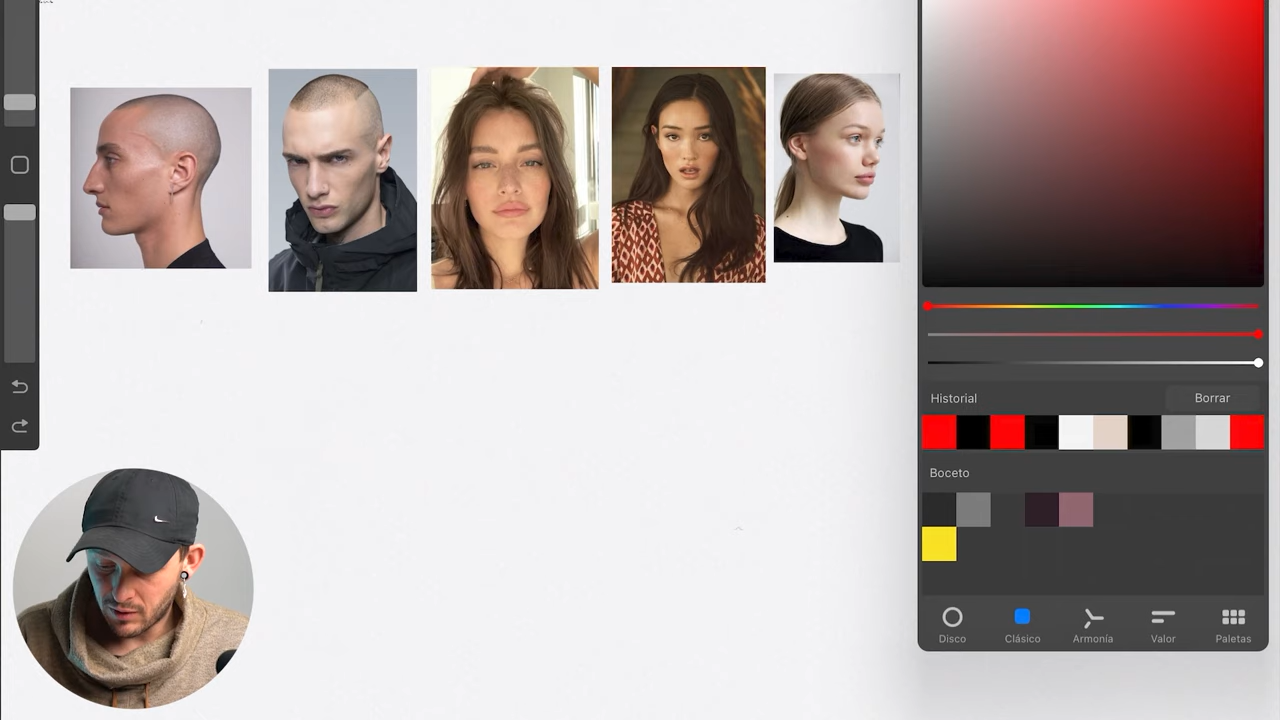 Historial
Borrar
Boceto
Disco
Clásico
Armonía
Valor
Paletas